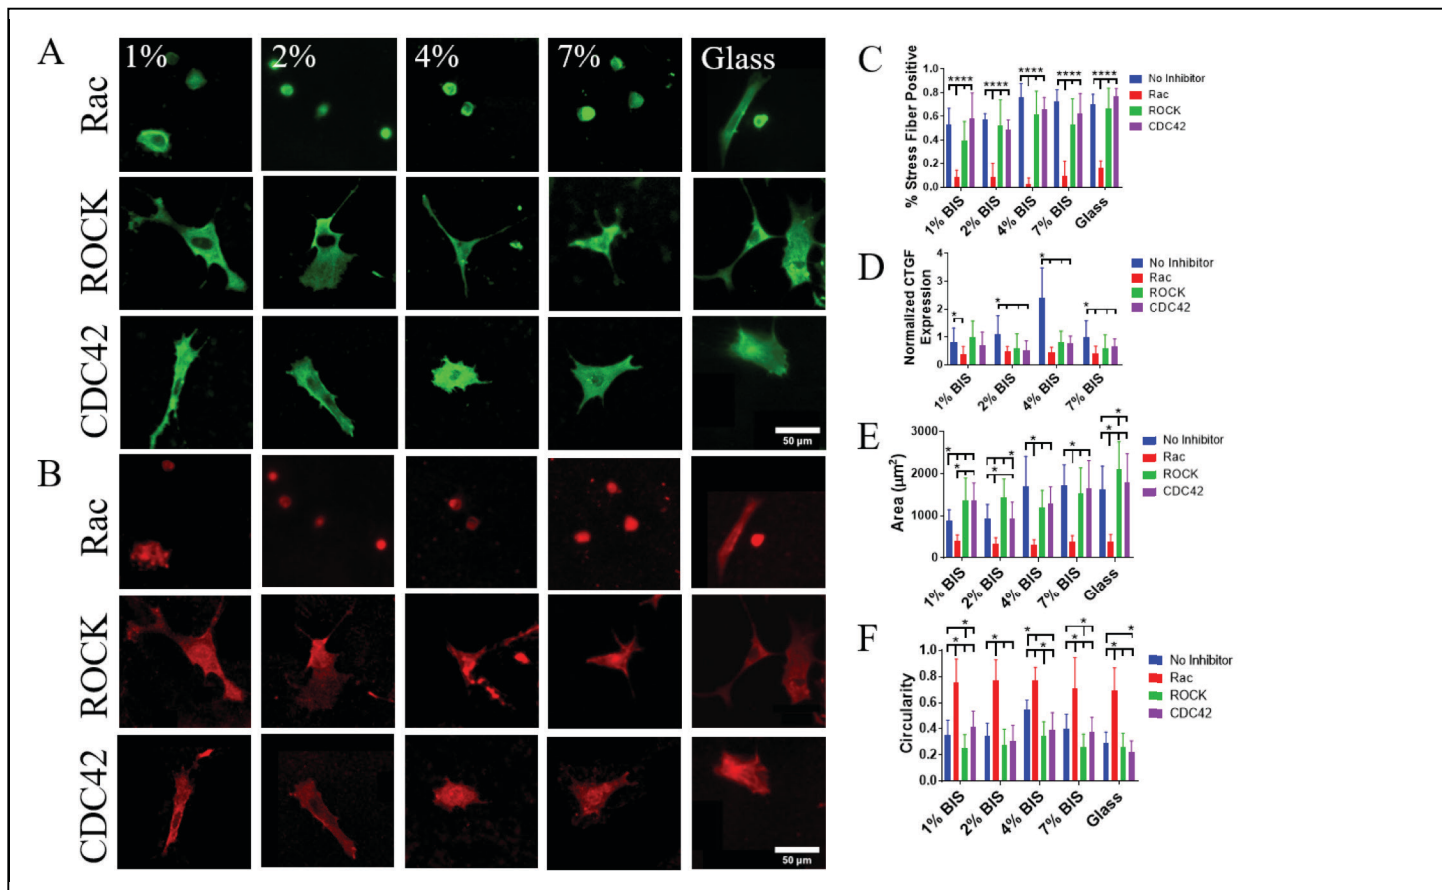 A
1%
2%
4%
7%
Glass
Rac
ROCK
CDC42
50 µm
B
Rac
ROCK
CDC42
50 µm
C
% Stress Fiber Positive
1.0
0.8
0.6
0.4
0.2
0.0
**** **** **** **** ****
1% BIS
2% BIS
4% BIS
7% BIS
Glass
No Inhibitor
Rac
ROCK
CDC42
D
Normalized CTGF
Expression
4
3
2
1
0
* * * *
1% BIS
2% BIS
4% BIS
7% BIS
No Inhibitor
Rac
ROCK
CDC42
E
Area (µm²)
3000
2000
1000
0
* * * * * * * *
1% BIS
2% BIS
4% BIS
7% BIS
Glass
No Inhibitor
Rac
ROCK
CDC42
F
Circularity
1.0
0.8
0.6
0.4
0.2
0.0
* * * * * * * * *
1% BIS
2% BIS
4% BIS
7% BIS
Glass
No Inhibitor
Rac
ROCK
CDC42